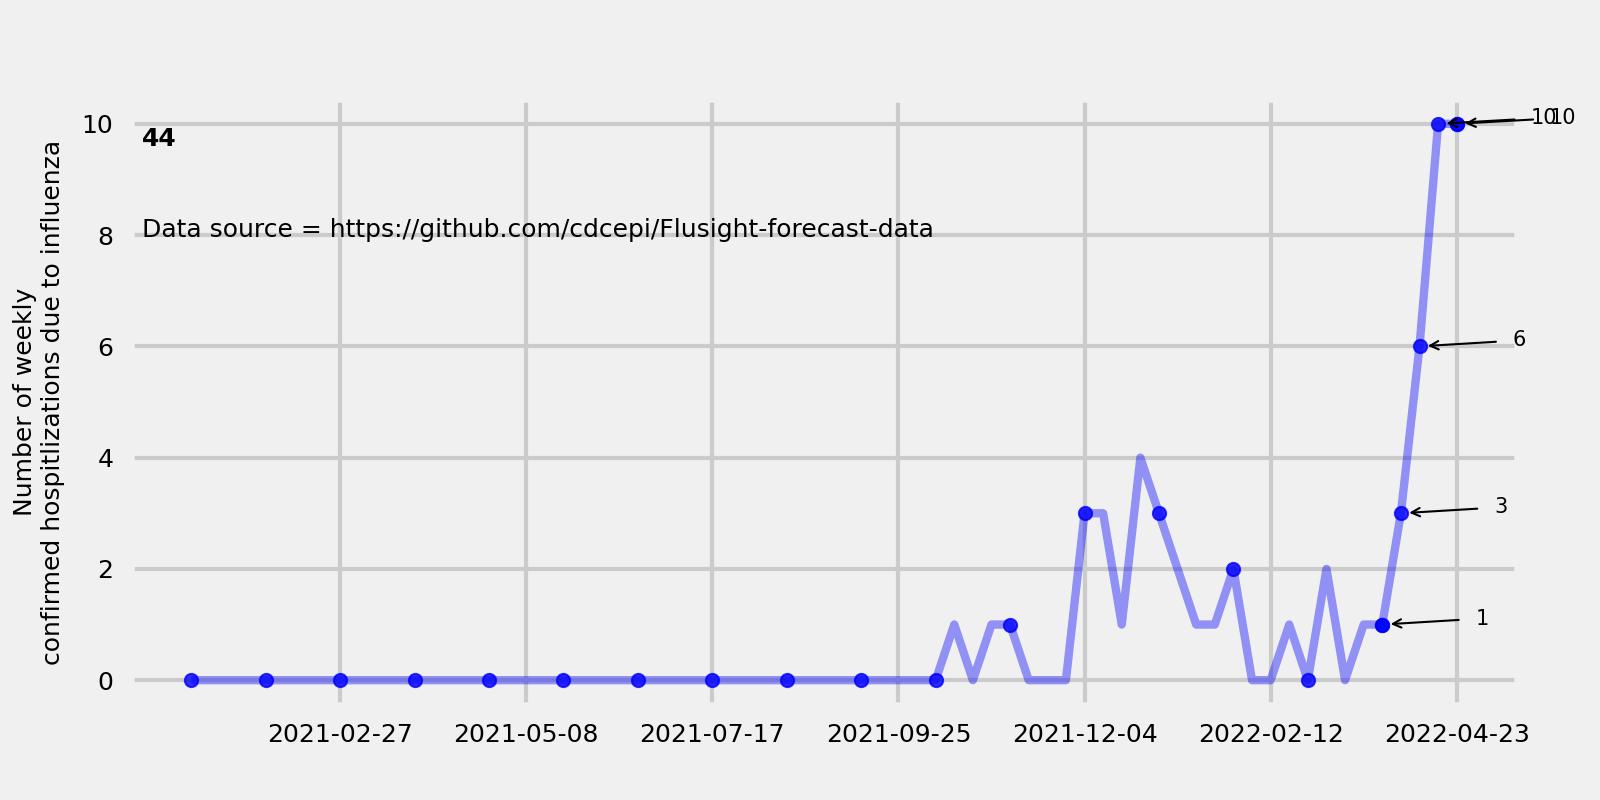 10
44
1010
Data source = https://github.com/cdcepi/Flusight-forecast-data
8
6
6
4
3
2
1
0
Number of weekly
confirmed hospitlizations due to influenza
2021-02-27 2021-05-08 2021-07-17 2021-09-25 2021-12-04 2022-02-12 2022-04-23